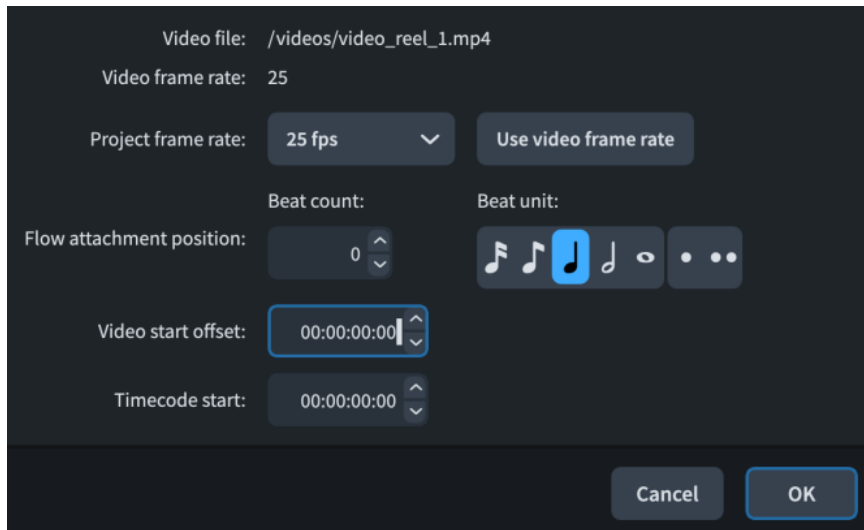 Video file: /videos/video_reel_1.mp4
Video frame rate: 25
Project frame rate: 25 fps Use video frame rate
Beat count: Beat unit:
Flow attachment position: 0
Video start offset: 00:00:00:00
Timecode start: 00:00:00:00
Cancel OK